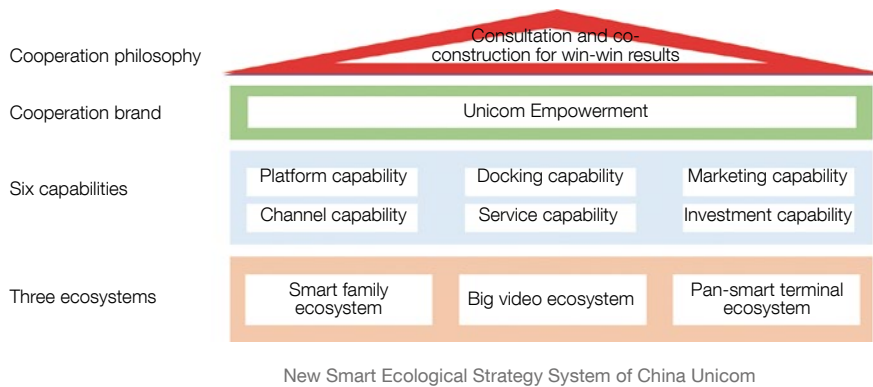 Cooperation philosophy
Consultation and co-
construction for win-win results
Cooperation brand
Unicom Empowerment
Six capabilities
Platform capability
Docking capability
Marketing capability
Channel capability
Service capability
Investment capability
Three ecosystems
Smart family
ecosystem
Big video ecosystem
Pan-smart terminal
ecosystem
New Smart Ecological Strategy System of China Unicom